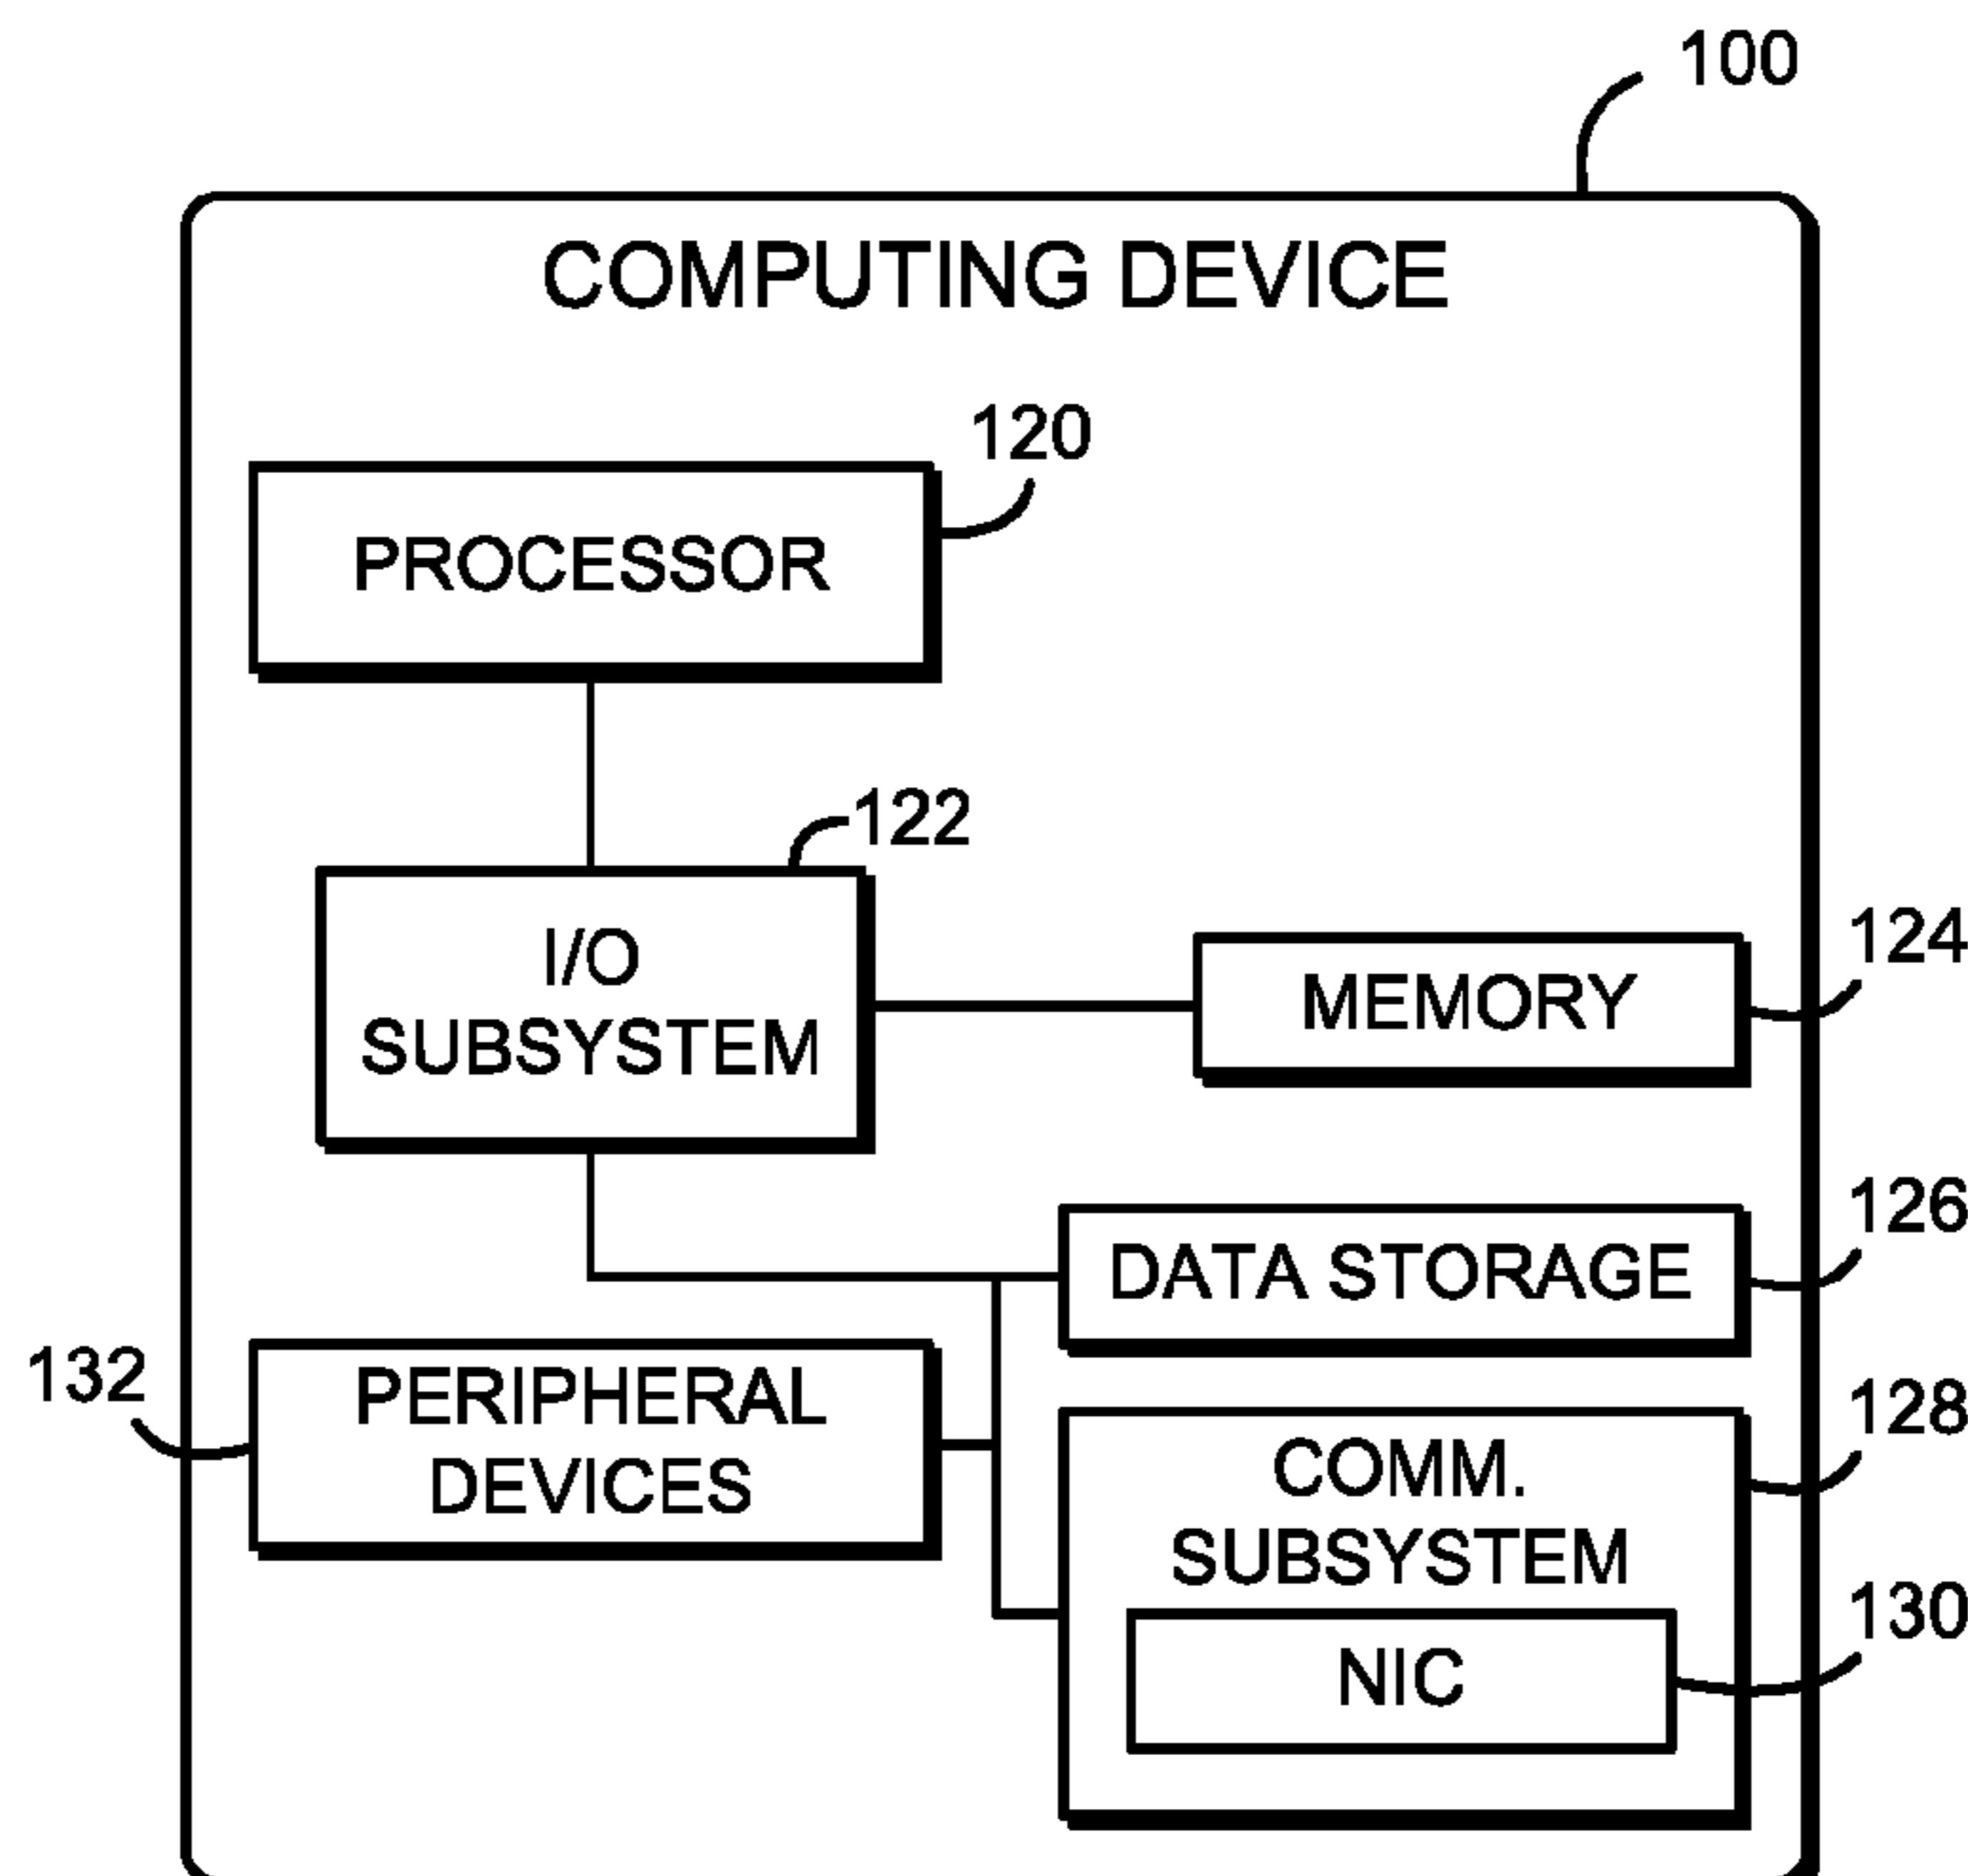 100
COMPUTING DEVICE
120
PROCESSOR
122
I/O
SUBSYSTEM
124
MEMORY
126
DATA STORAGE
132
PERIPHERAL
DEVICES
128
COMM.
SUBSYSTEM
130
NIC